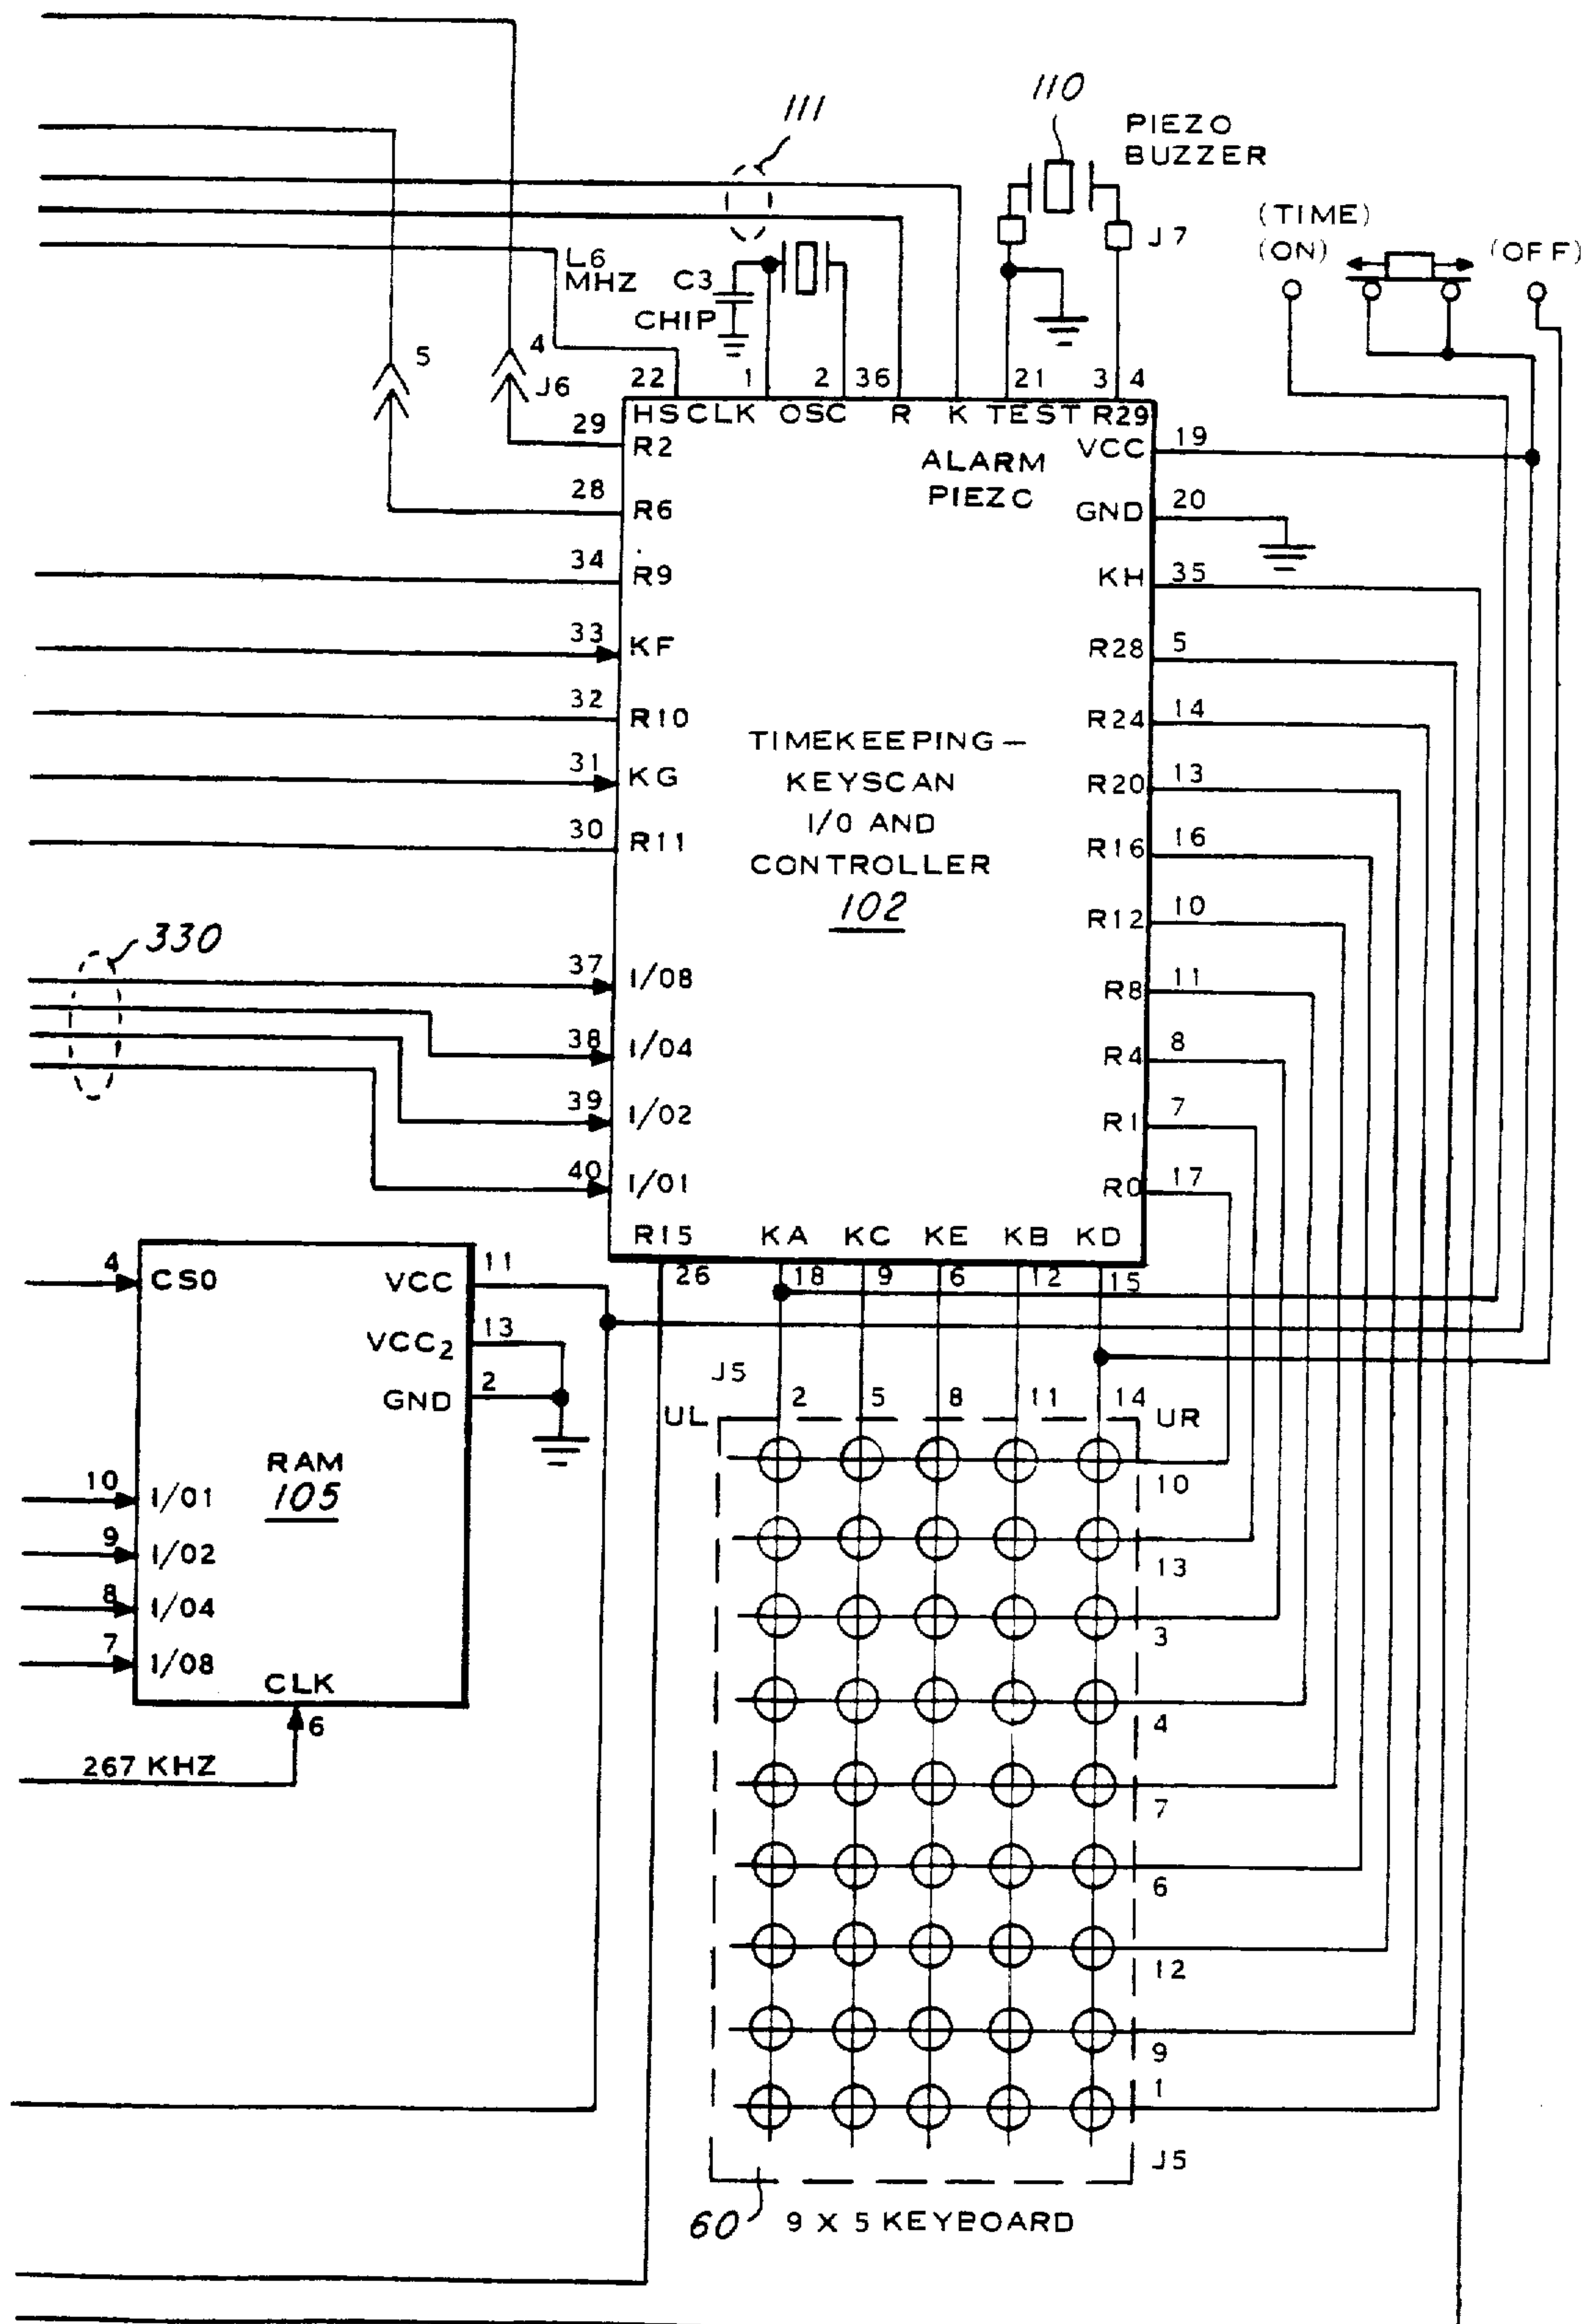 110
111
PIEZO
BUZZER
J7
(TIME)
(ON)
(OFF)
L6
MHZ
C3
CHIP
5
4
J6
22
1
2
36
21
3
4
HS CLK OSC R K TEST R29
29
R2
ALARM
PIEZC
VCC
19
28
R6
GND
20
34
R9
KH
35
33
KF
R28
5
32
R10
R24
14
TIMEKEEPING –
31
KG
KEYSCAN
R20
13
I/O AND
30
R11
CONTROLLER
R16
16
102
R12
10
330
37
I/08
R8
11
38
I/04
R4
8
39
I/02
R1
7
40
I/01
R0
17
R15 KA KC KE KB KD
26
18
9
6
12
15
4
CS0
VCC
11
VCC2
13
GND
2
J5
UL
2
5
8
11
14
UR
RAM
105
10
I/01
9
I/02
8
I/04
7
I/08
CLK
6
267 KHZ
10
13
3
4
7
6
12
9
1
J5
60
9 X 5 KEYBOARD